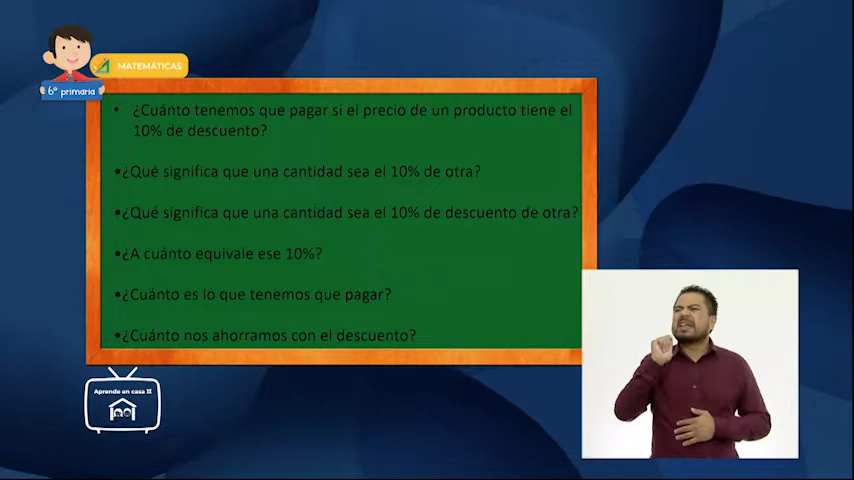 MATEMÁTICAS
6º primaria
• ¿Cuánto tenemos que pagar si el precio de un producto tiene el
10% de descuento?
•¿Qué significa que una cantidad sea el 10% de otra?
•¿Qué significa que una cantidad sea el 10% de descuento de otra?
•¿A cuánto equivale ese 10%?
•¿Cuánto es lo que tenemos que pagar?
•¿Cuánto nos ahorramos con el descuento?
Aprende en casa II